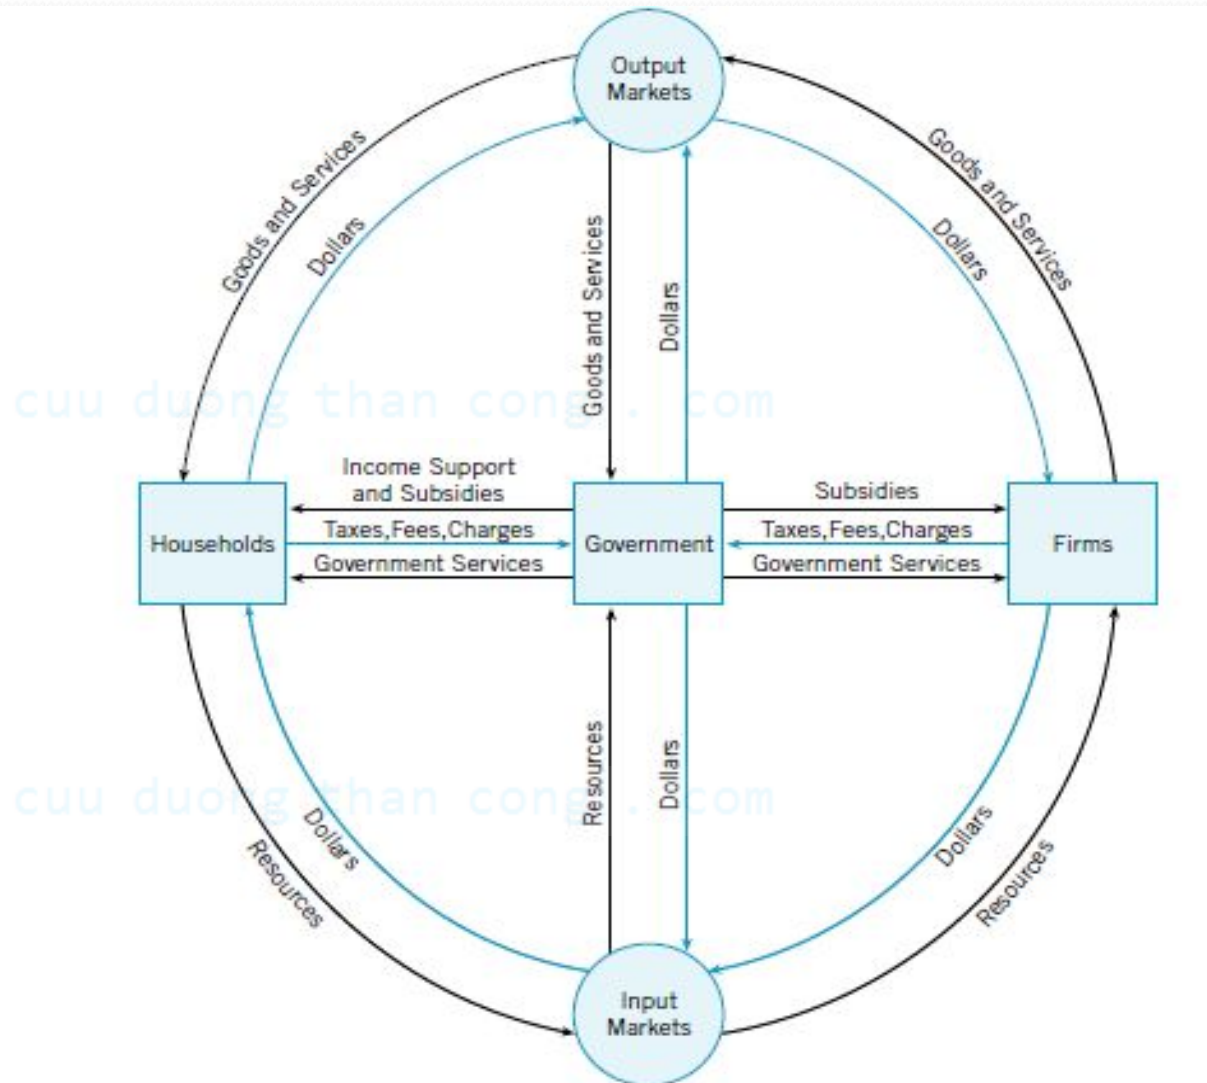 Output
Markets
Goods and Services
Dollars
Goods and Services
Dollars
Goods and Services
Dollars
cuu duong than cong . com
Income Support
and Subsidies
Subsidies
Taxes,Fees,Charges
Taxes,Fees,Charges
Households
Government
Firms
Government Services
Government Services
Resources
Dollars
cuu duong than cong . com
Dollars
Resources
Dollars
Resources
Input
Markets